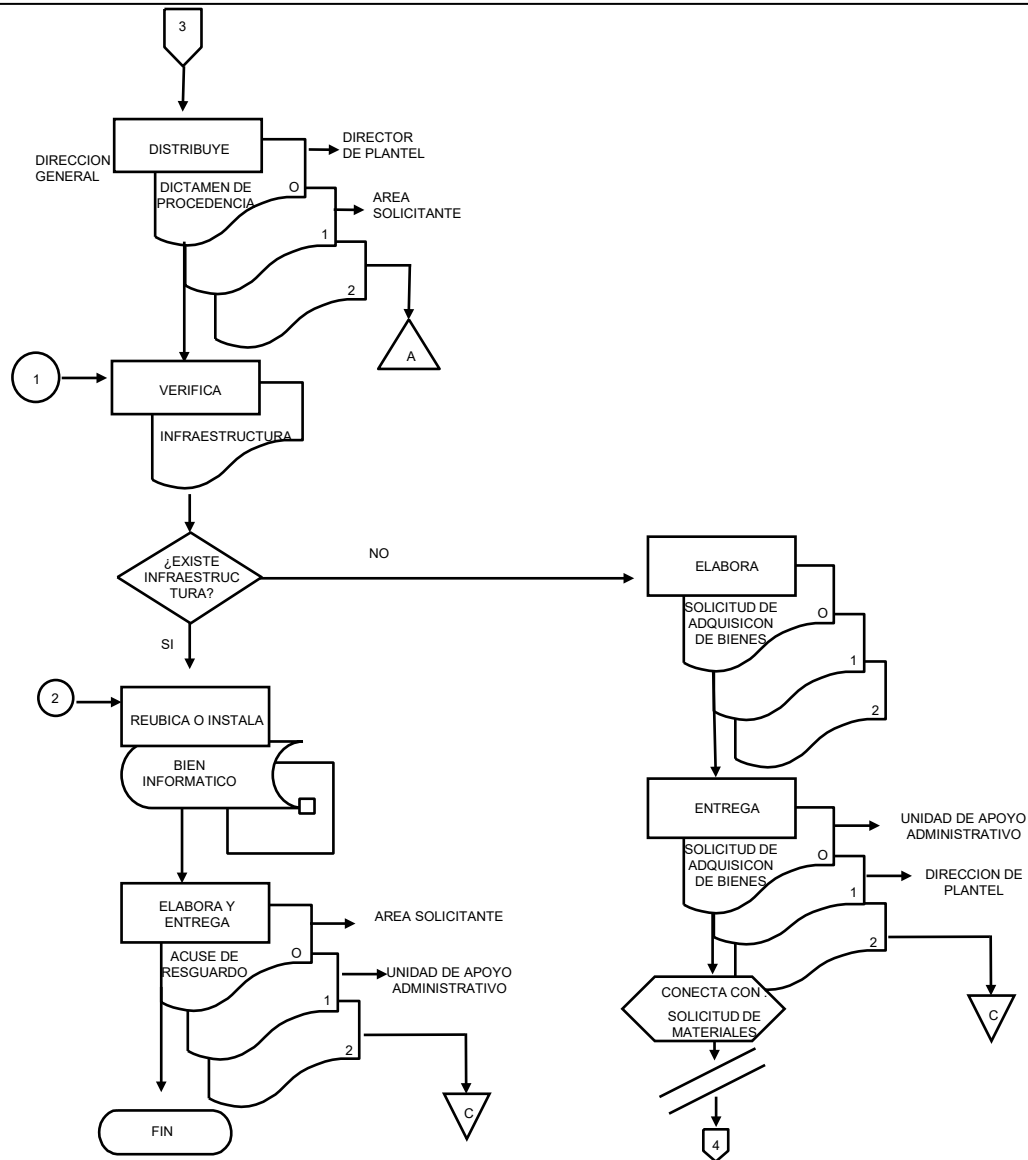 3
DISTRIBUYE
DIRECCION
GENERAL
DIRECTOR
DE PLANTEL
DICTAMEN DE
PROCEDENCIA
O
AREA
SOLICITANTE
1
2
A
1
VERIFICA
INFRAESTRUCTURA
¿EXISTE
INFRAESTRUC
TURA?
NO
SI
ELABORA
SOLICITUD DE
ADQUISICON
DE BIENES
O
1
2
2
REUBICA O INSTALA
BIEN
INFORMATICO
ENTREGA
SOLICITUD DE
ADQUISICON
DE BIENES
O
UNIDAD DE APOYO
ADMINISTRATIVO
1
DIRECCION DE
PLANTEL
2
C
ELABORA Y
ENTREGA
ACUSE DE
RESGUARDO
O
AREA SOLICITANTE
1
UNIDAD DE APOYO
ADMINISTRATIVO
2
C
CONECTA CON :
SOLICITUD DE
MATERIALES
4
FIN